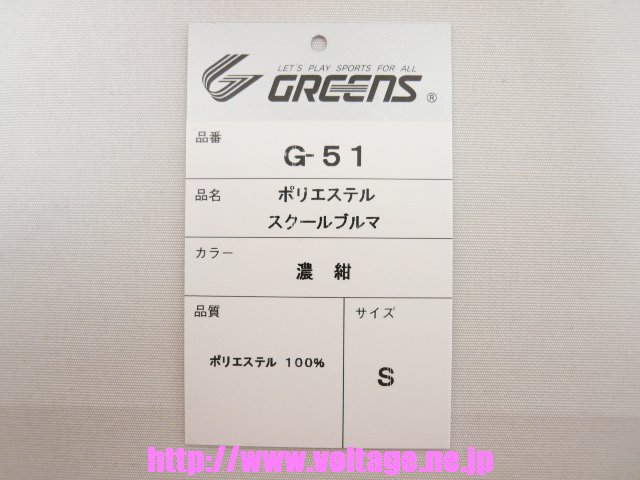 LET'S PLAY SPORTS FOR ALL
GREENS ®
品番
G-51
品名
ポリエステル
スクールブルマ
カラー
濃 紺
品質
ポリエステル 100%
サイズ
S
http://www.voltage.ne.jp